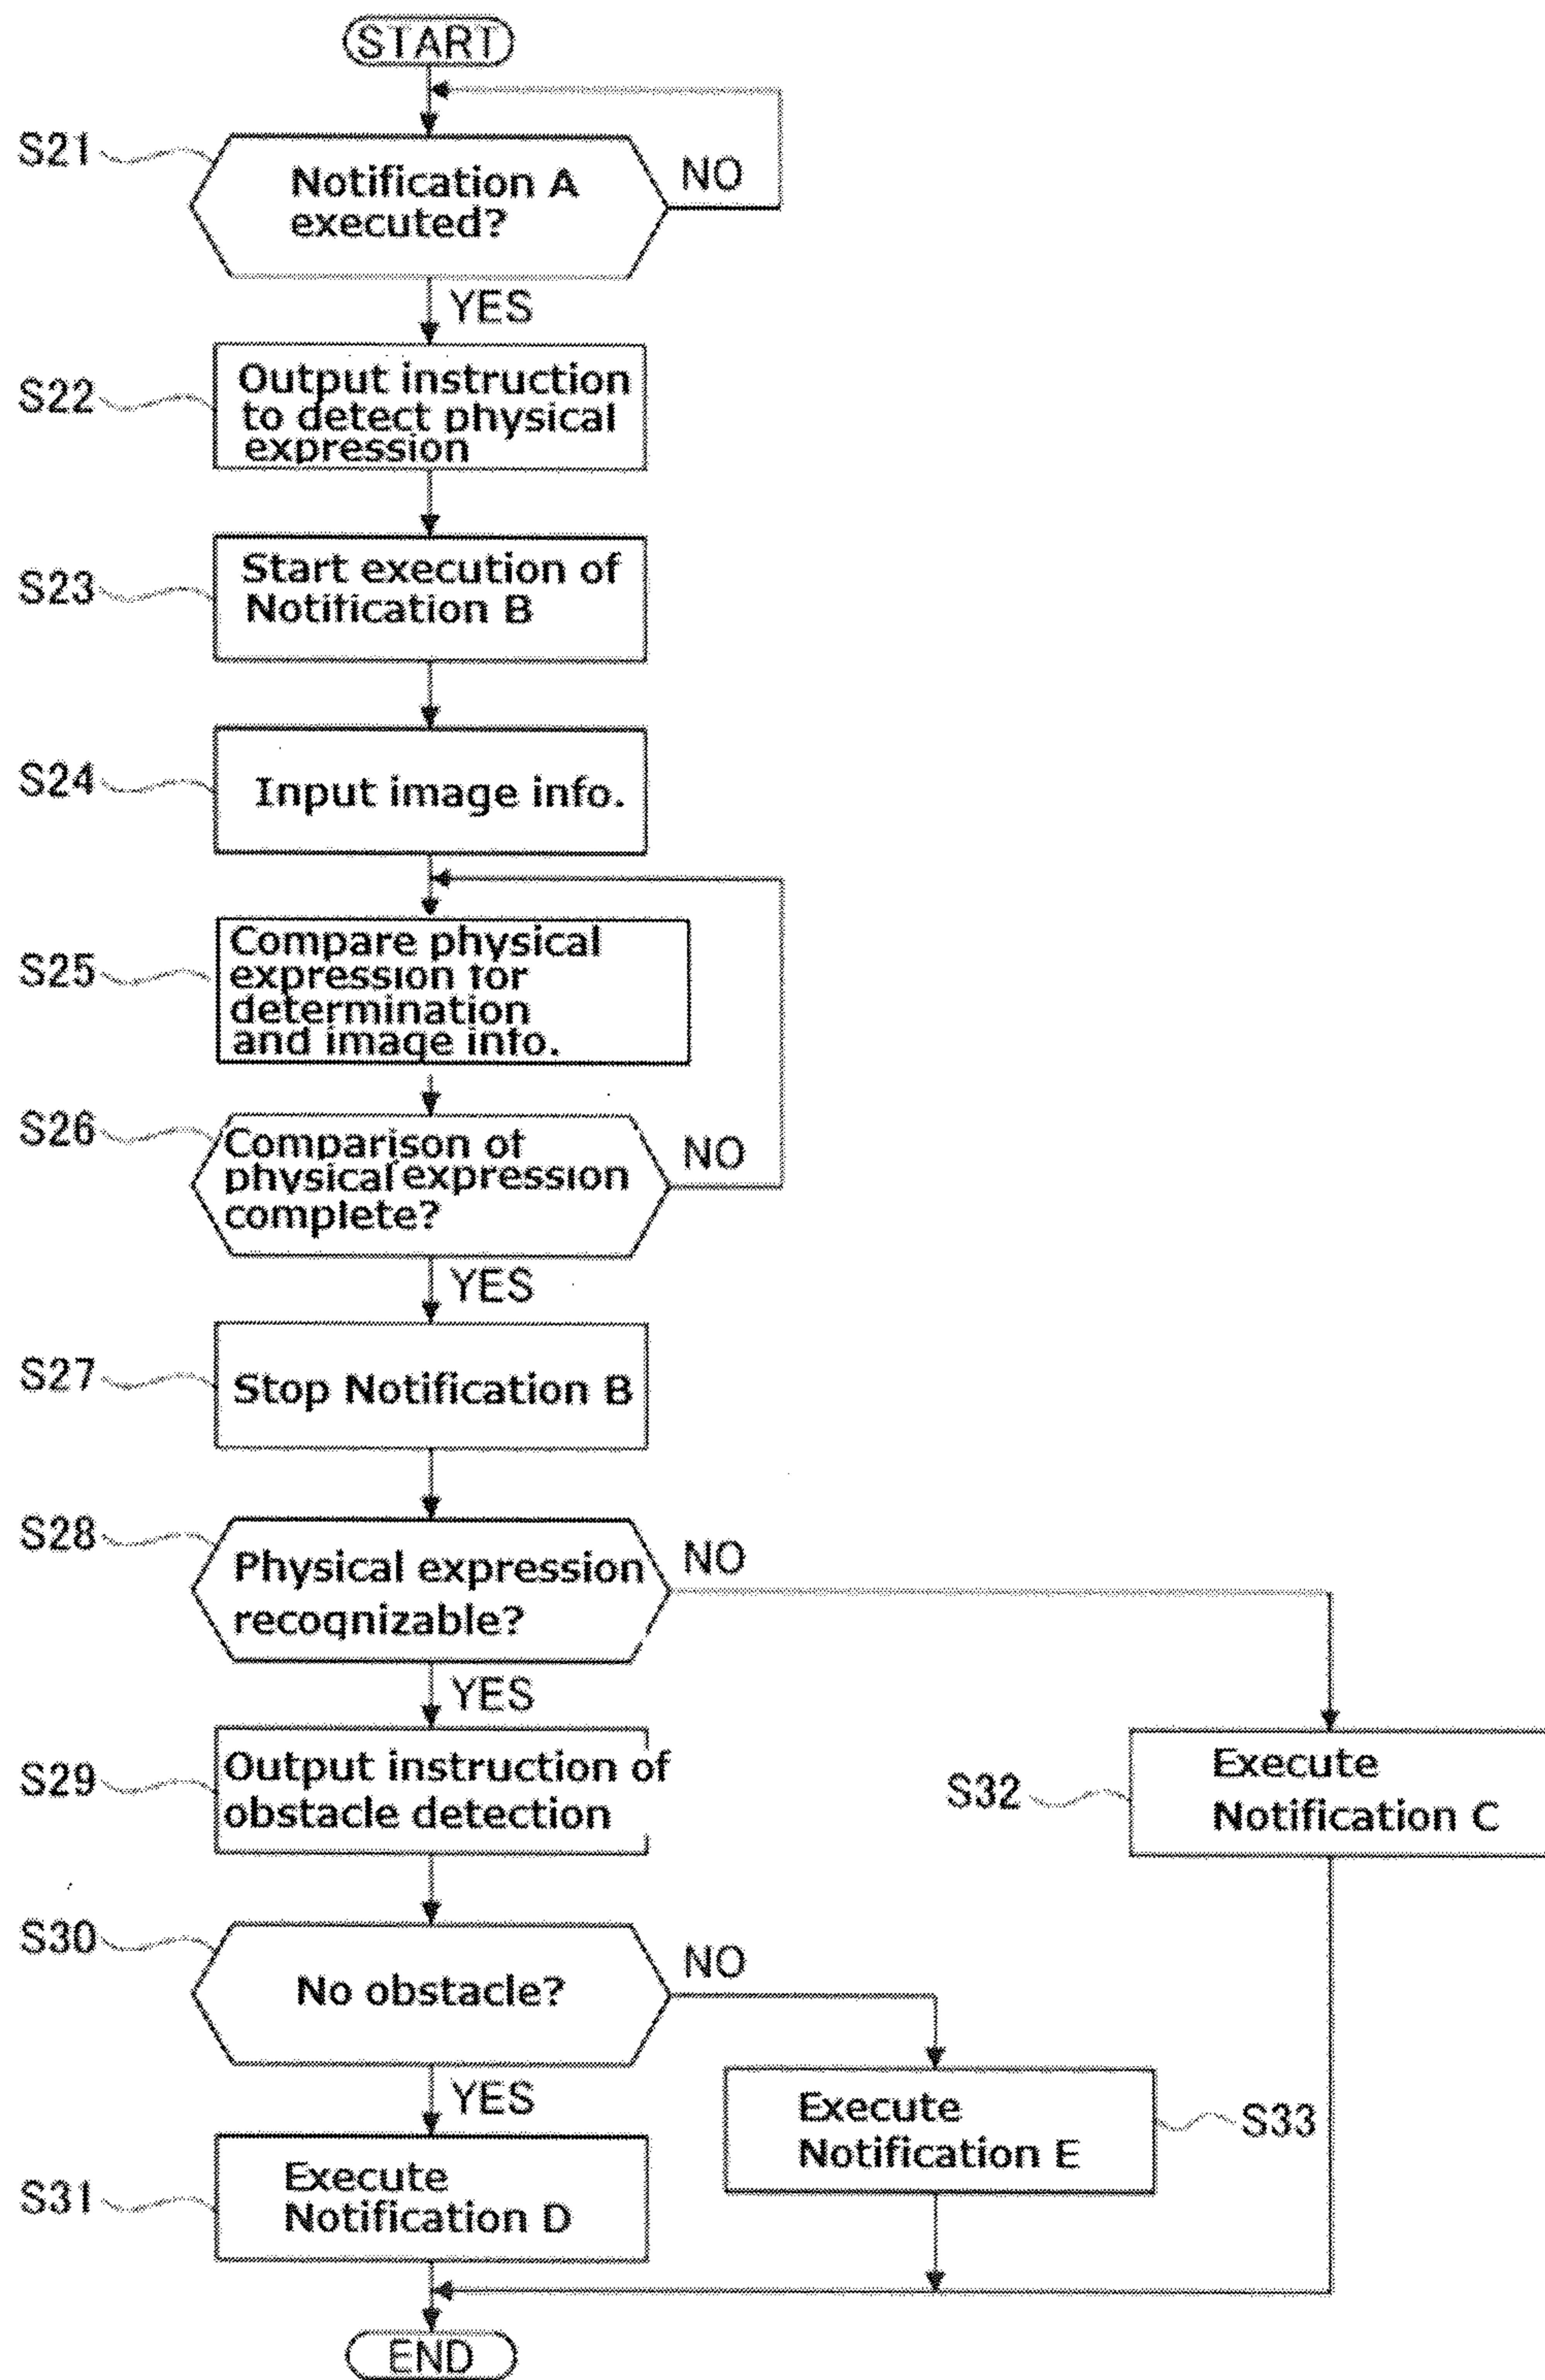 START
S21
Notification A
executed?
NO
YES
S22
Output instruction
to detect physical
expression
S23
Start execution of
Notification B
S24
Input image info.
S25
Compare physical
expression for
determination
and image info.
S26
Comparison of
physical expression
complete?
NO
YES
S27
Stop Notification B
S28
Physical expression
recognizable?
NO
YES
S29
Output instruction of
obstacle detection
S32
Execute
Notification C
S30
No obstacle?
NO
YES
Execute
Notification E
S33
S31
Execute
Notification D
END